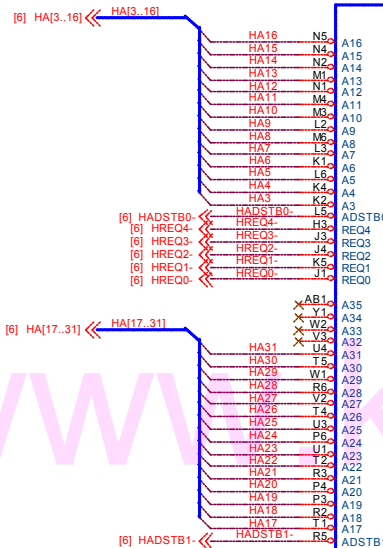 [6] HA[3..16] HA[3..16]
HA16 N5 A16
HA15 N4 A15
HA14 N2 A14
HA13 M1 A13
HA12 N1 A12
HA11 M4 A11
HA10 M3 A10
HA9 L2 A9
HA8 M6 A8
HA7 L3 A7
HA6 K1 A6
HA5 L6 A5
HA4 K4 A4
HA3 K2 A3
[6] HADSTB0- HADSTB0- L5 ADSTB0
[6] HREQ4- HREQ4- H3 REQ4
[6] HREQ3- HREQ3- J3 REQ3
[6] HREQ2- HREQ2- J4 REQ2
[6] HREQ1- HREQ1- K5 REQ1
[6] HREQ0- HREQ0- J1 REQ0
AB1 A35
Y1 A34
W2 A33
V3 A32
[6] HA[17..31] HA[17..31]
HA31 U4 A31
HA30 T5 A30
HA29 W1 A29
HA28 R6 A28
HA27 V2 A27
HA26 T4 A26
HA25 U3 A25
HA24 P6 A24
HA23 U1 A23
HA22 T2 A22
HA21 R3 A21
HA20 P4 A20
HA19 P3 A19
HA18 R2 A18
HA17 T1 A17
[6] HADSTB1- HADSTB1- R5 ADSTB1